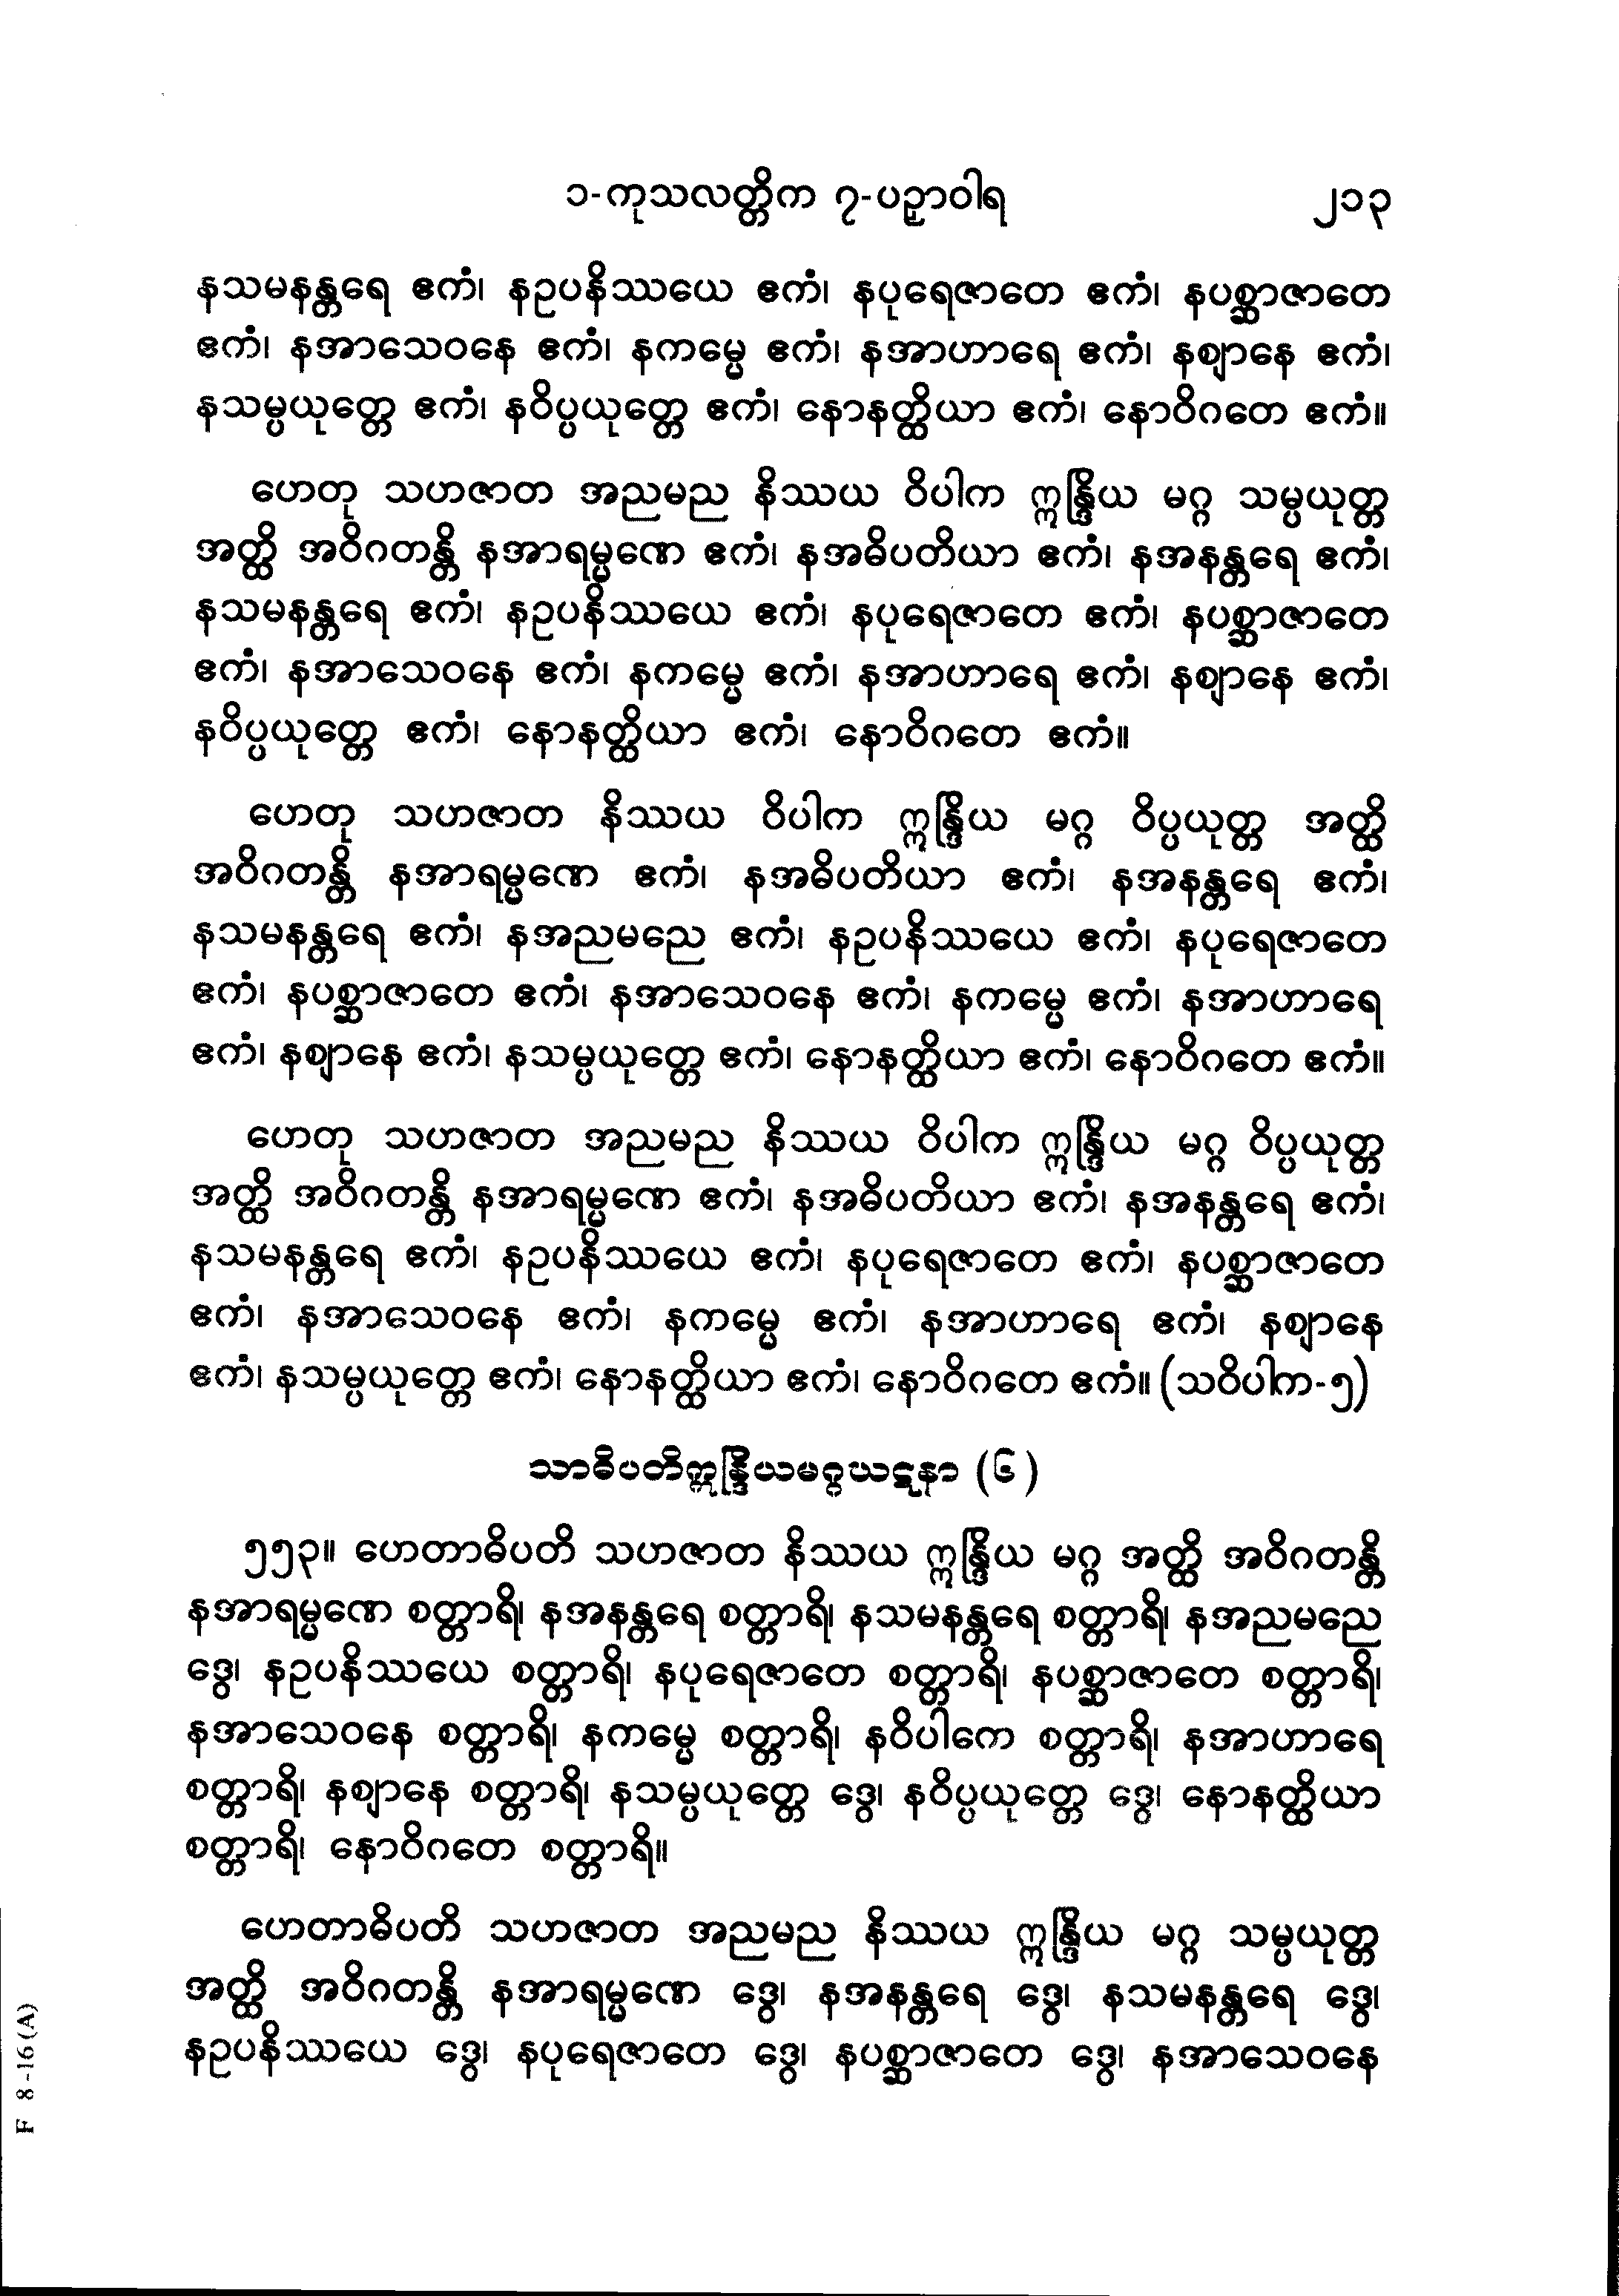 ၁-ကုသလတ္တိက ၇-ပဉှာဝါရ ၂၁၃
နသမနန္တရေ ဧကံ၊ နဥပနိဿယေ ဧကံ၊ နပုရေဇာတေ ဧကံ၊ နပစ္ဆာဇာတေ
ဧကံ၊ နအာသေဝနေ ဧကံ၊ နကမ္မေ ဧကံ၊ နအာဟာရေ ဧကံ၊ နဈာနေ ဧကံ၊
နသမ္ပယုတ္တေ ဧကံ၊ နဝိပ္ပယုတ္တေ ဧကံ၊ နောနတ္ထိယာ ဧကံ၊ နောဝိဂတေ ဧကံ။
ဟေတု သဟဇာတ အညမည နိဿယ ဝိပါက ဣန္ဒြိယ မဂ္ဂ သမ္ပယုတ္တ
အတ္ထိ အဝိဂတန္တိ နအာရမ္မဏေ ဧကံ၊ နအဓိပတိယာ ဧကံ၊ နအနန္တရေ ဧကံ၊
နသမနန္တရေ ဧကံ၊ နဥပနိဿယေ ဧကံ၊ နပုရေဇာတေ ဧကံ၊ နပစ္ဆာဇာတေ
ဧကံ၊ နအာသေဝနေ ဧကံ၊ နကမ္မေ ဧကံ၊ နအာဟာရေ ဧကံ၊ နဈာနေ ဧကံ၊
နဝိပ္ပယုတ္တေ ဧကံ၊ နောနတ္ထိယာ ဧကံ၊ နောဝိဂတေ ဧကံ။
ဟေတု သဟဇာတ နိဿယ ဝိပါက ဣန္ဒြိယ မဂ္ဂ ဝိပ္ပယုတ္တ အတ္ထိ
အဝိဂတန္တိ နအာရမ္မဏေ ဧကံ၊ နအဓိပတိယာ ဧကံ၊ နအနန္တရေ ဧကံ၊
နသမနန္တရေ ဧကံ၊ နအညမညေ ဧကံ၊ နဥပနိဿယေ ဧကံ၊ နပုရေဇာတေ
ဧကံ၊ နပစ္ဆာဇာတေ ဧကံ၊ နအာသေဝနေ ဧကံ၊ နကမ္မေ ဧကံ၊ နအာဟာရေ
ဧကံ၊ နဈာနေ ဧကံ၊ နသမ္ပယုတ္တေ ဧကံ၊ နောနတ္ထိယာ ဧကံ၊ နောဝိဂတေ ဧကံ။
ဟေတု သဟဇာတ အညမည နိဿယ ဝိပါက ဣန္ဒြိယ မဂ္ဂ ဝိပ္ပယုတ္တ
အတ္ထိ အဝိဂတန္တိ နအာရမ္မဏေ ဧကံ၊ နအဓိပတိယာ ဧကံ၊ နအနန္တရေ ဧကံ၊
နသမနန္တရေ ဧကံ၊ နဥပနိဿယေ ဧကံ၊ နပုရေဇာတေ ဧကံ၊ နပစ္ဆာဇာတေ
ဧကံ၊ နအာသေဝနေ ဧကံ၊ နကမ္မေ ဧကံ၊ နအာဟာရေ ဧကံ၊ နဈာနေ
ဧကံ၊ နသမ္ပယုတ္တေ ဧကံ၊ နောနတ္ထိယာ ဧကံ၊ နောဝိဂတေ ဧကံ။ (သဝိပါက-၅)
သာဓိပတိဣန္ဒြိယမဂ္ဂဃဋနာ (၆)
၅၅၃။ ဟေတာဓိပတိ သဟဇာတ နိဿယ ဣန္ဒြိယ မဂ္ဂ အတ္ထိ အဝိဂတန္တိ
နအာရမ္မဏေ စတ္တာရိ၊ နအနန္တရေ စတ္တာရိ၊ နသမနန္တရေ စတ္တာရိ၊ နအညမညေ
ဒွေ၊ နဥပနိဿယေ စတ္တာရိ၊ နပုရေဇာတေ စတ္တာရိ၊ နပစ္ဆာဇာတေ စတ္တာရိ၊
နအာသေဝနေ စတ္တာရိ၊ နကမ္မေ စတ္တာရိ၊ နဝိပါကေ စတ္တာရိ၊ နအာဟာရေ
စတ္တာရိ၊ နဈာနေ စတ္တာရိ၊ နသမ္ပယုတ္တေ ဒွေ၊ နဝိပ္ပယုတ္တေ ဒွေ၊ နောနတ္ထိယာ
စတ္တာရိ၊ နောဝိဂတေ စတ္တာရိ။
ဟေတာဓိပတိ သဟဇာတ အညမည နိဿယ ဣန္ဒြိယ မဂ္ဂ သမ္ပယုတ္တ
အတ္ထိ အဝိဂတန္တိ နအာရမ္မဏေ ဒွေ၊ နအနန္တရေ ဒွေ၊ နသမနန္တရေ ဒွေ၊
နဥပနိဿယေ ဒွေ၊ နပုရေဇာတေ ဒွေ၊ နပစ္ဆာဇာတေ ဒွေ၊ နအာသေဝနေ
F 8-16(A)